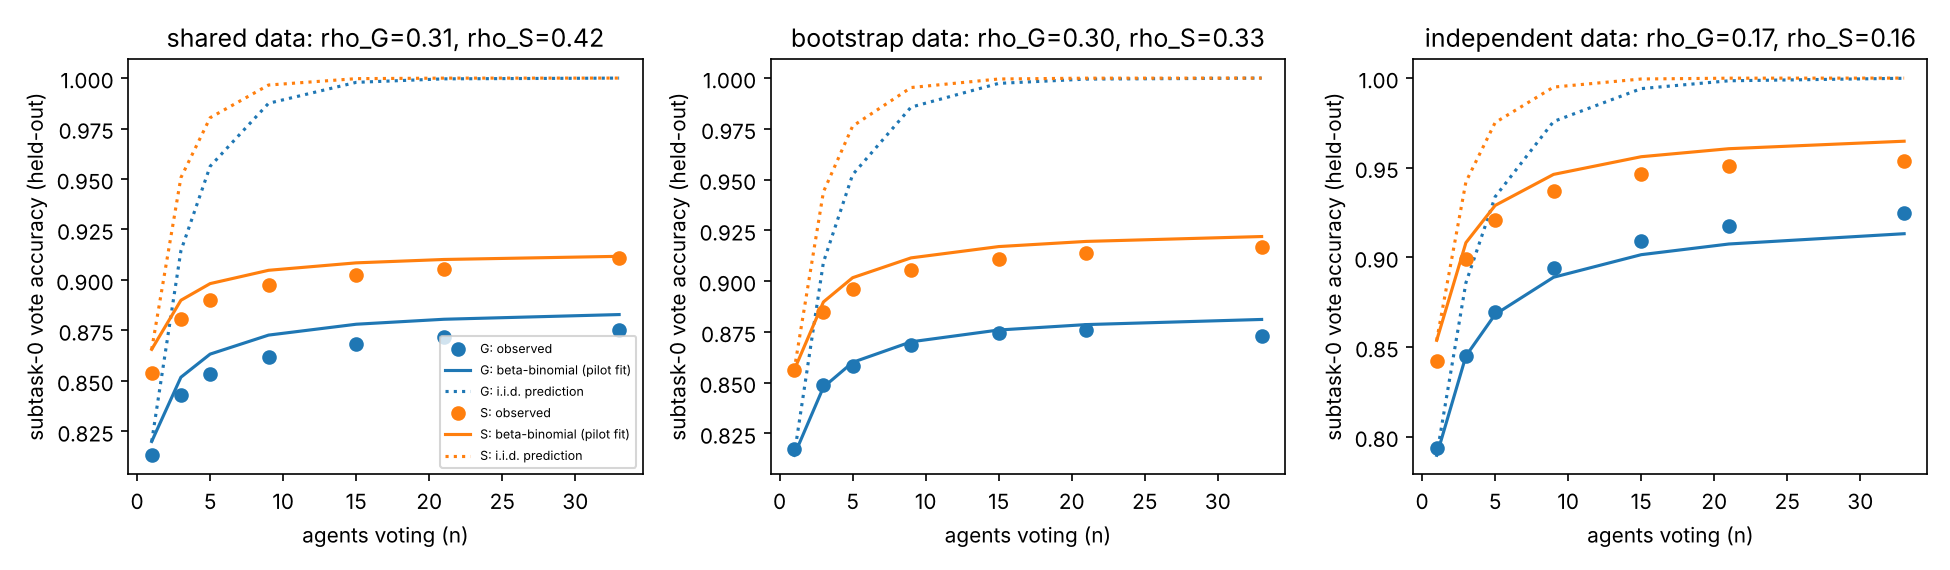 shared data: rho_G=0.31, rho_S=0.42
subtask-0 vote accuracy (held-out)
1.000
0.975
0.950
0.925
0.900
0.875
0.850
0.825
G: observed
G: beta-binomial (pilot fit)
G: i.i.d. prediction
S: observed
S: beta-binomial (pilot fit)
S: i.i.d. prediction
0 5 10 15 20 25 30
agents voting (n)
bootstrap data: rho_G=0.30, rho_S=0.33
subtask-0 vote accuracy (held-out)
1.000
0.975
0.950
0.925
0.900
0.875
0.850
0.825
0 5 10 15 20 25 30
agents voting (n)
independent data: rho_G=0.17, rho_S=0.16
subtask-0 vote accuracy (held-out)
1.00
0.95
0.90
0.85
0.80
0 5 10 15 20 25 30
agents voting (n)